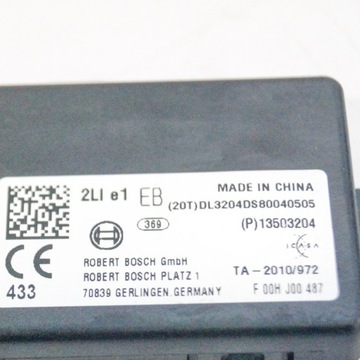 2LI e1 EB
MADE IN CHINA
(20T)DL3204DS80040505
369
(P)13503204
ICASA
CE
433
ROBERT BOSCH GmbH
ROBERT BOSCH PLATZ 1
70839 GERLINGEN GERMANY
TA-2010/972
F 00H J00 487